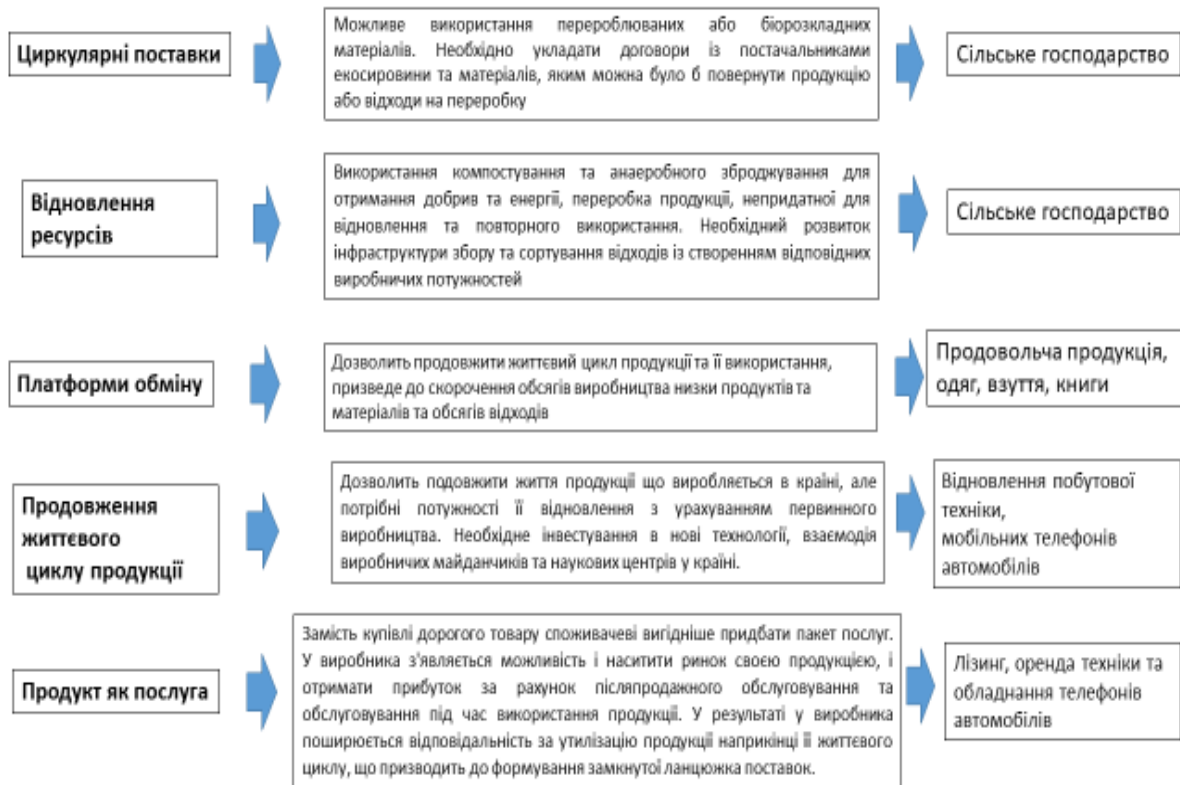 Циркулярні поставки
Можливе використання перероблюваних або біорозкладних
матеріалів. Необхідно укладати договори із постачальниками
екосировини та матеріалів, яким можна було б повернути продукцію
або відходи на переробку
Сільське господарство
Відновлення
ресурсів
Використання компостування та анаеробного зброджування для
отримання добрив та енергії, переробка продукції, непридатної для
відновлення та повторного використання. Необхідний розвиток
інфраструктури збору та сортування відходів із створенням відповідних
виробничих потужностей
Сільське господарство
Платформи обміну
Дозволить продовжити життєвий цикл продукції та її використання,
призведе до скорочення обсягів виробництва низки продуктів та
матеріалів та обсягів відходів
Продовольча продукція,
одяг, взуття, книги
Продовження
життєвого
циклу продукції
Дозволить подовжити життя продукції що виробляється в країні, але
потрібні потужності її відновлення з урахуванням первинного
виробництва. Необхідне інвестування в нові технології, взаємодія
виробничих майданчиків та наукових центрів у країні.
Відновлення побутової
техніки,
мобільних телефонів
автомобілів
Продукт як послуга
Замість купівлі дорогого товару споживачеві вигідніше придбати пакет послуг.
У виробника з'являється можливість і наситити ринок своєю продукцією, і
отримати прибуток за рахунок післяпродажного обслуговування та
обслуговування під час використання продукції. У результаті у виробника
поширюється відповідальність за утилізацію продукції наприкінці її життєвого
циклу, що призводить до формування замкнутої ланцюжка поставок.
Лізинг, оренда техніки та
обладнання телефонів
автомобілів